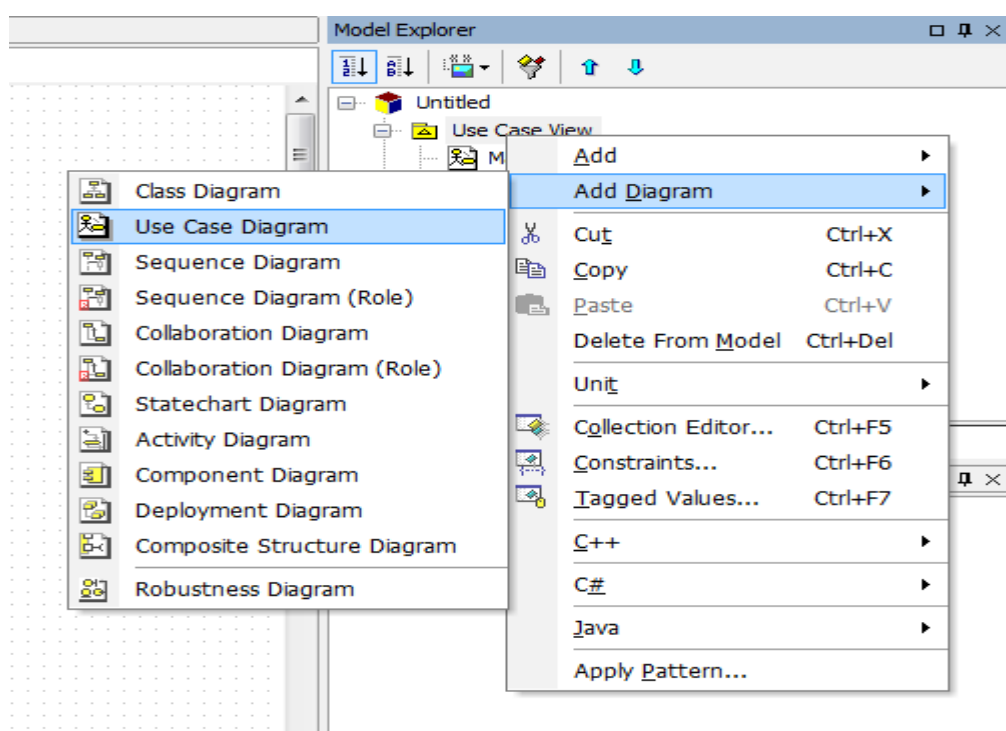 Model Explorer
Untitled
Use Case View
M
Add
Add Diagram
Cut Ctrl+X
Copy Ctrl+C
Paste Ctrl+V
Delete From Model Ctrl+Del
Unit
Collection Editor... Ctrl+F5
Constraints... Ctrl+F6
Tagged Values... Ctrl+F7
C++
C#
Java
Apply Pattern...
Class Diagram
Use Case Diagram
Sequence Diagram
Sequence Diagram (Role)
Collaboration Diagram
Collaboration Diagram (Role)
Statechart Diagram
Activity Diagram
Component Diagram
Deployment Diagram
Composite Structure Diagram
Robustness Diagram